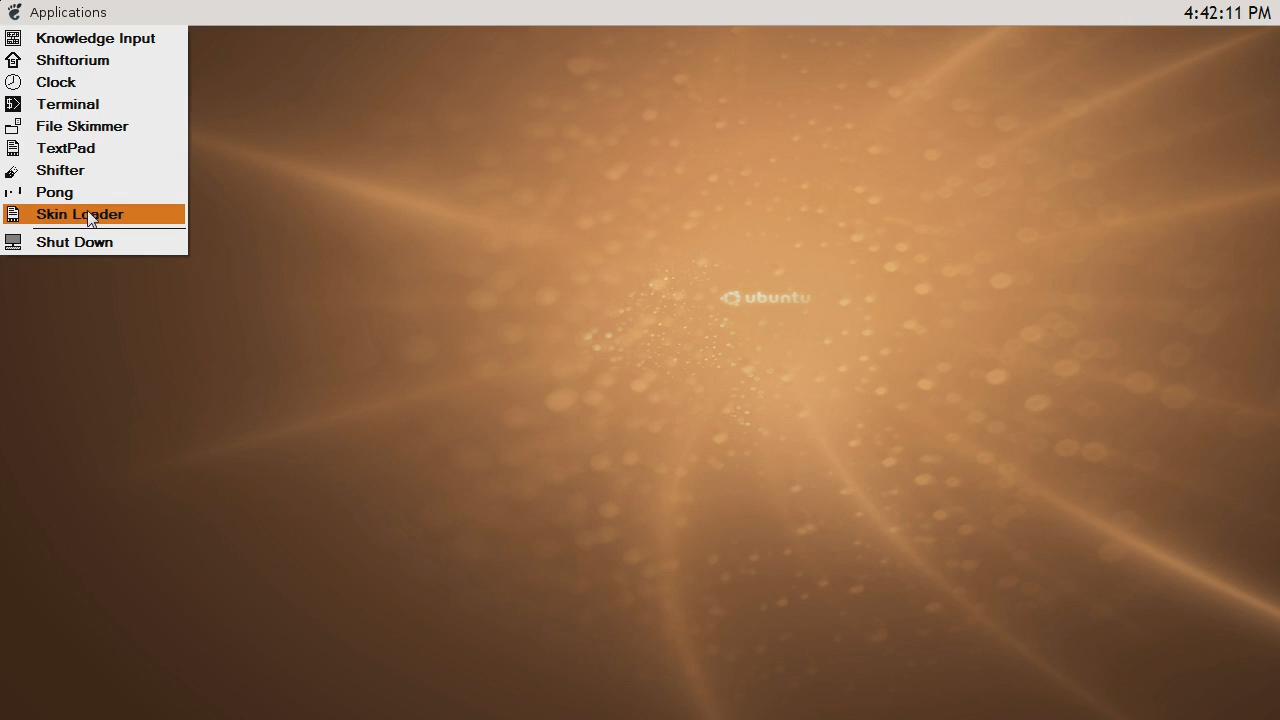 Applications
4:42:11 PM
Knowledge Input
Shiftorium
Clock
Terminal
File Skimmer
TextPad
Shifter
Pong
Skin Loader
Shut Down
ubuntu